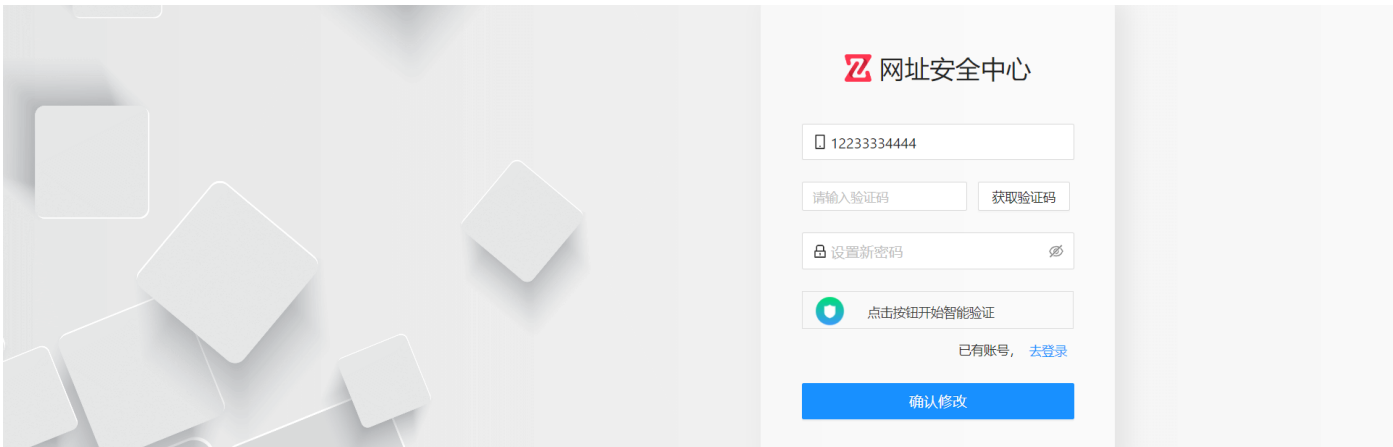 网址安全中心
12233334444
请输入验证码 获取验证码
设置新密码
点击按钮开始智能验证
已有账号， 去登录
确认修改